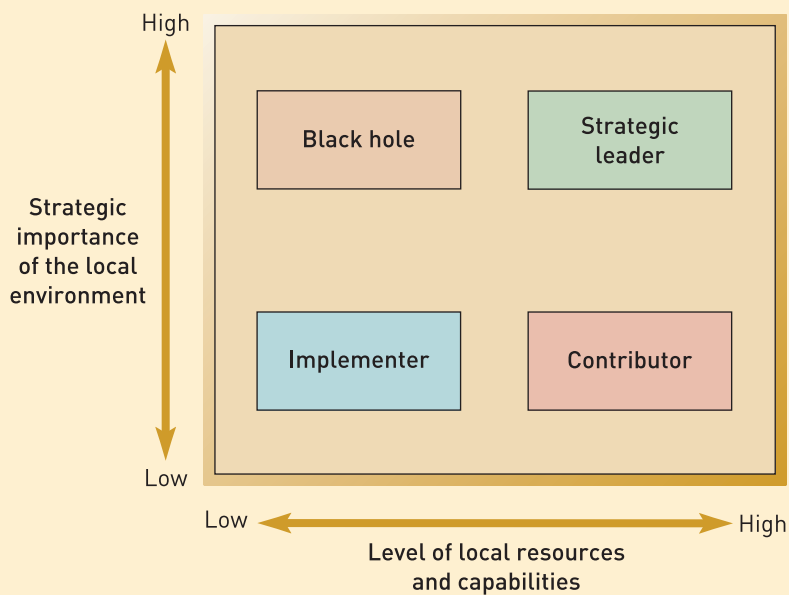 High
Black hole
Strategic
leader
Strategic
importance
of the local
environment
Implementer
Contributor
Low
Low
High
Level of local resources
and capabilities